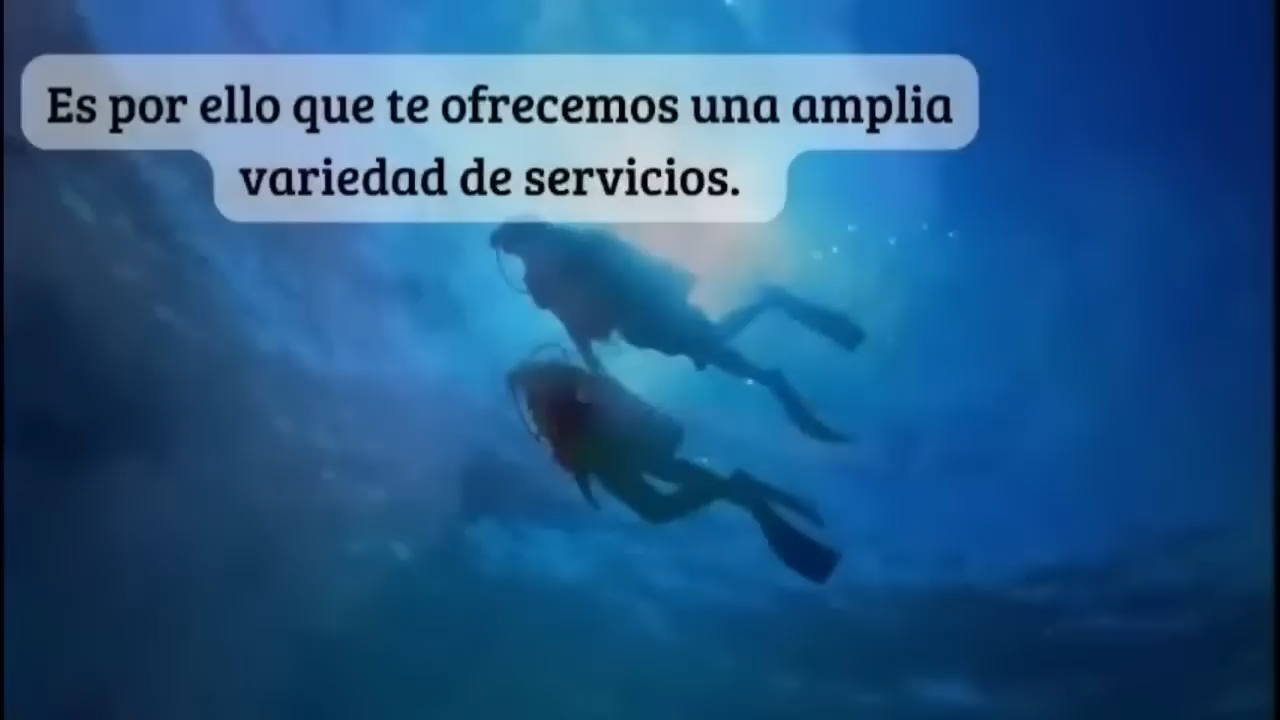 Es por ello que te ofrecemos una amplia
variedad de servicios.